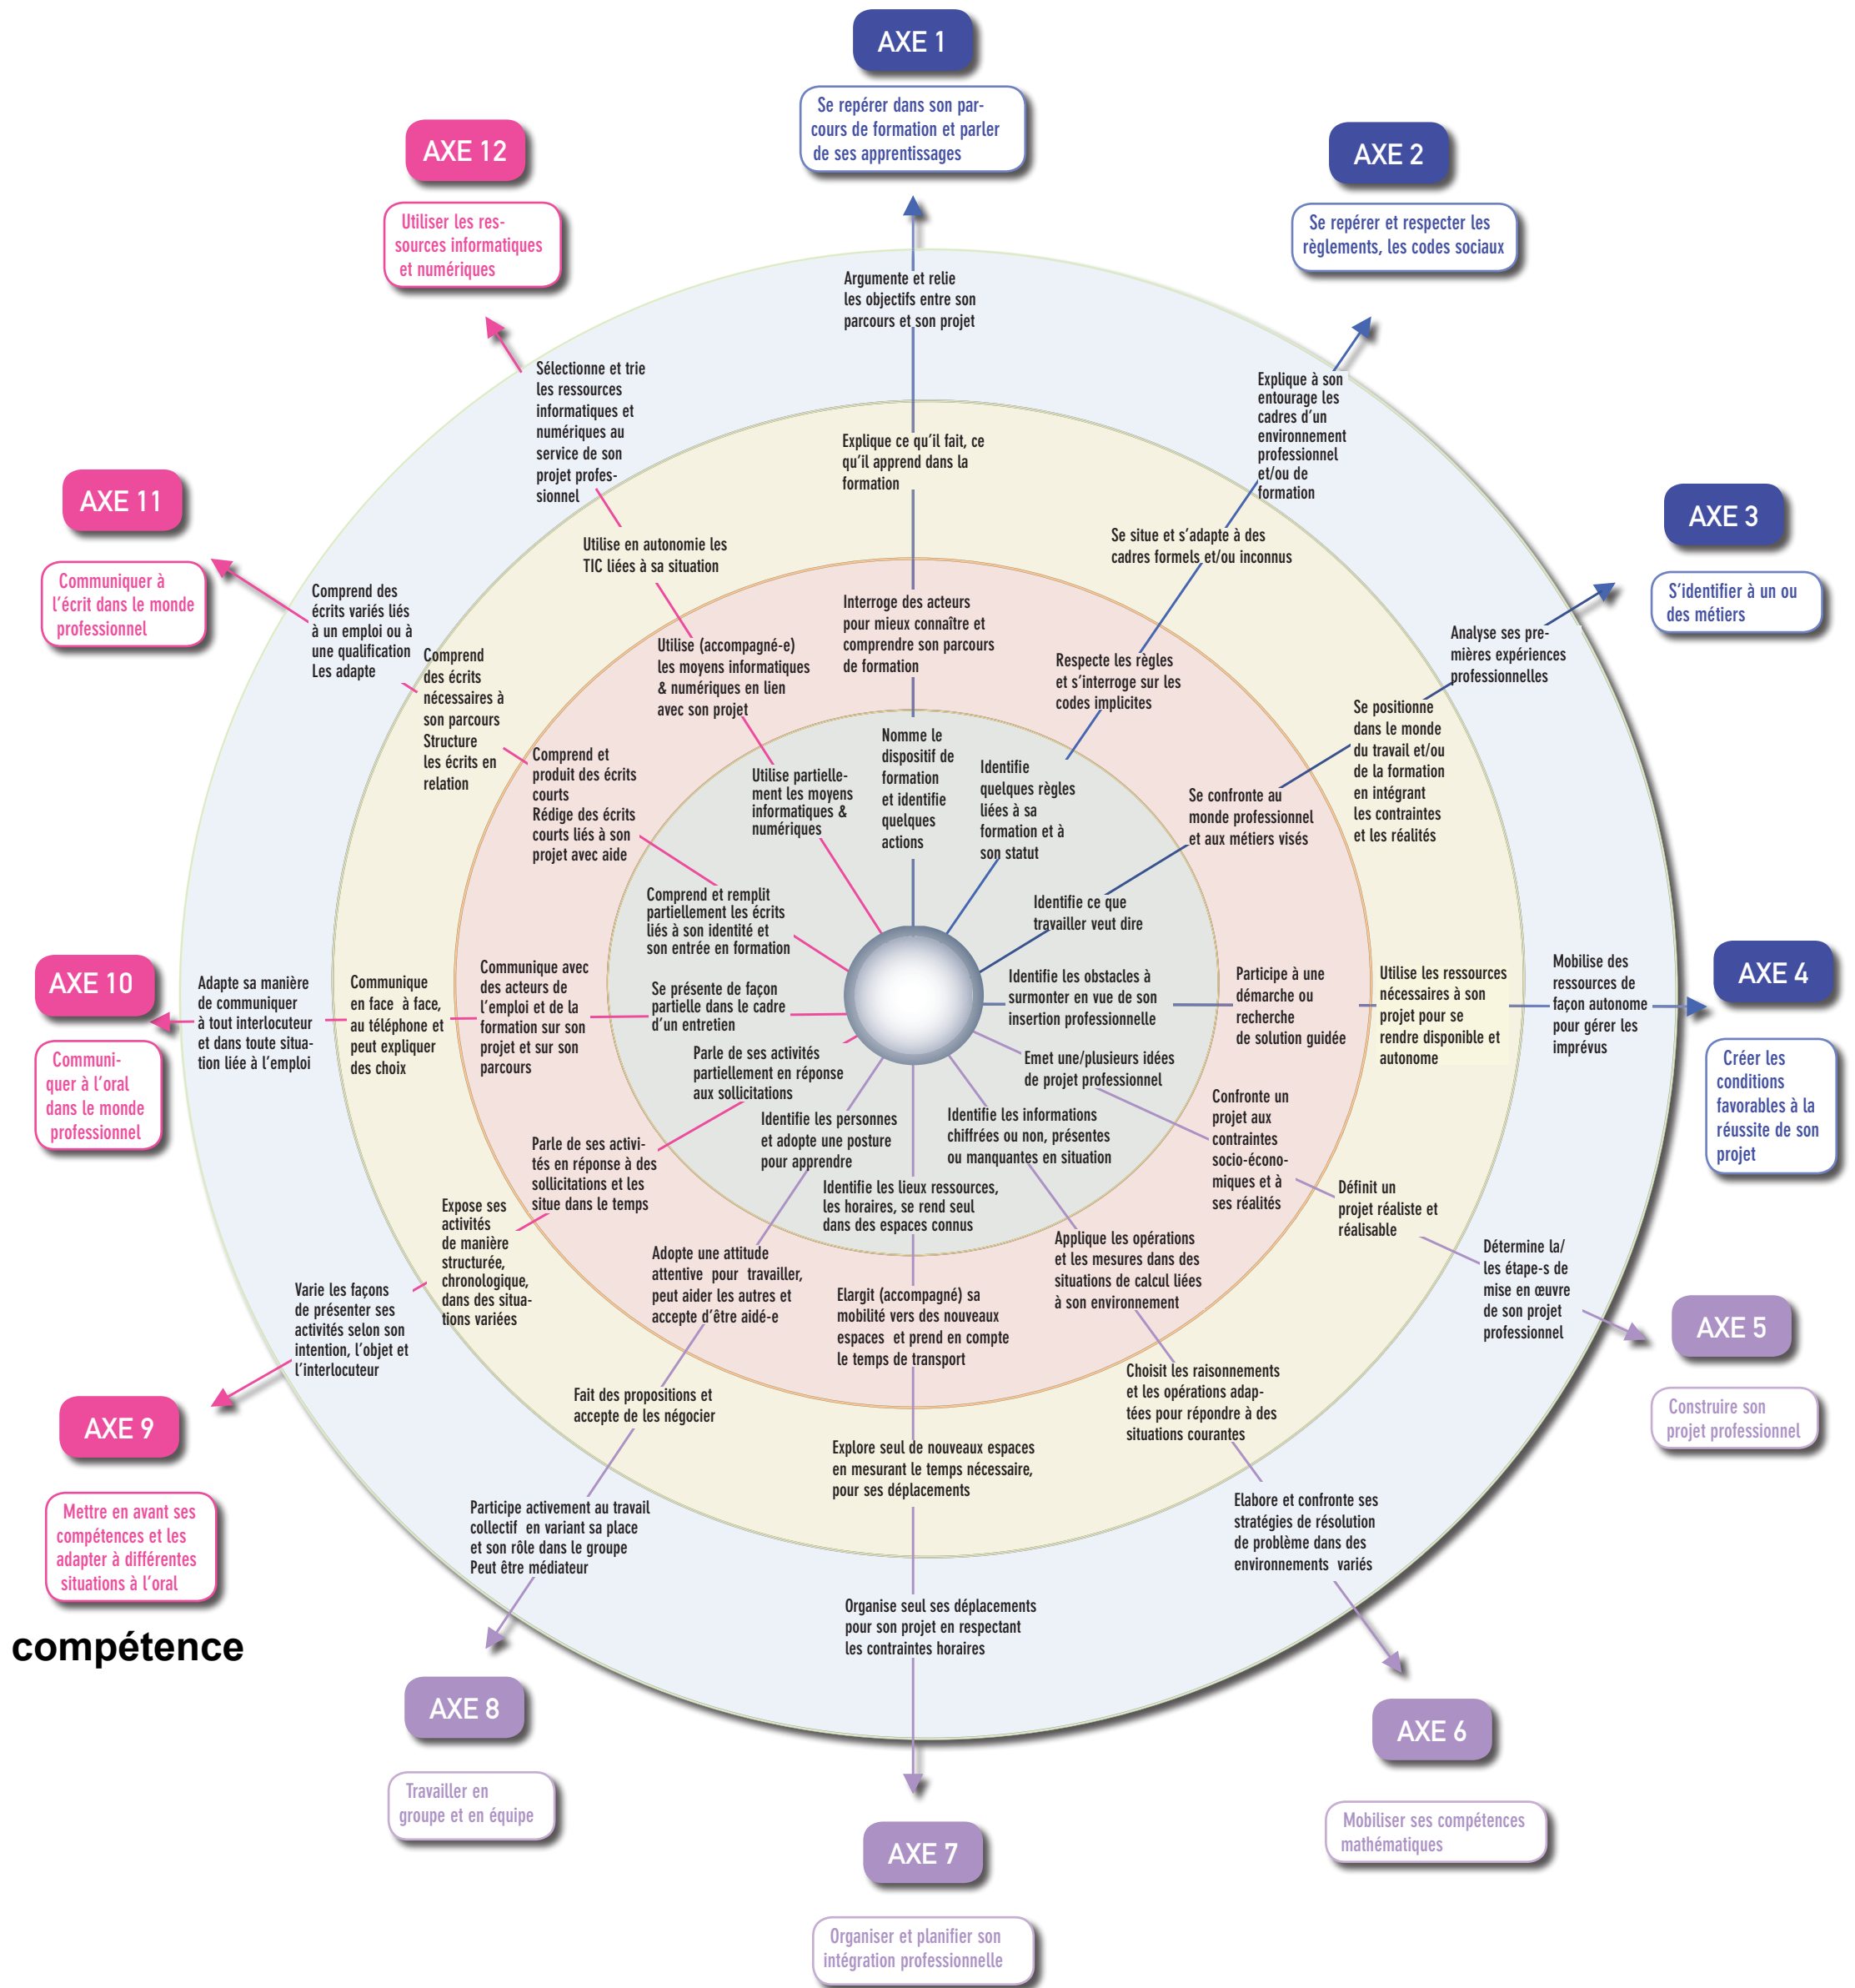 AXE 1
Se repérer dans son par-
cours de formation et parler
de ses apprentissages
Argumente et relie
les objectifs entre son
parcours et son projet
Explique ce qu'il fait, ce
qu'il apprend dans la
formation
Interroge des acteurs
pour mieux connaître et
comprendre son parcours
de formation
Nomme le
dispositif de
formation
et identifie
quelques
actions
AXE 2
Se repérer et respecter les
règlements, les codes sociaux
Explique à son
entourage les
cadres d'un
environnement
professionnel
et/ou de
formation
Se situe et s'adapte à des
cadres formels et/ou inconnus
Respecte les règles
et s'interroge sur les
codes implicites
Identifie
quelques règles
liées à sa
formation et à
son statut
AXE 3
S'identifier à un ou
des métiers
Analyse ses pre-
mières expériences
professionnelles
Se positionne
dans le monde
du travail et/ou
de la formation
en intégrant
les contraintes
et les réalités
Se confronte au
monde professionnel
et aux métiers visés
Identifie ce que
travailler veut dire
AXE 4
Créer les
conditions
favorables à la
réussite de son
projet
Mobilise des
ressources de
façon autonome
pour gérer les
imprévus
Utilise les ressources
nécessaires à son
projet pour se
rendre disponible et
autonome
Participe à une
démarche ou
recherche
de solution guidée
Identifie les obstacles à
surmonter en vue de son
insertion professionnelle
AXE 5
Construire son
projet professionnel
Détermine la/
les étape-s de
mise en œuvre
de son projet
professionnel
Définit un
projet réaliste et
réalisable
Confronte un
projet aux
contraintes
socio-écono-
miques et à
ses réalités
Emet une/plusieurs idées
de projet professionnel
AXE 6
Mobiliser ses compétences
mathématiques
Elabore et confronte ses
stratégies de résolution
de problème dans des
environnements variés
Choisit les raisonnements
et les opérations adap-
tées pour répondre à des
situations courantes
Applique les opérations
et les mesures dans des
situations de calcul liées
à son environnement
Identifie les informations
chiffrées ou non, présentes
ou manquantes en situation
AXE 7
Organiser et planifier son
intégration professionnelle
Organise seul ses déplacements
pour son projet en respectant
les contraintes horaires
Explore seul de nouveaux espaces
en mesurant le temps nécessaire,
pour ses déplacements
Elargit (accompagné) sa
mobilité vers des nouveaux
espaces et prend en compte
le temps de transport
Identifie les lieux ressources,
les horaires, se rend seul
dans des espaces connus
AXE 8
Travailler en
groupe et en équipe
Participe activement au travail
collectif en variant sa place
et son rôle dans le groupe
Peut être médiateur
Fait des propositions et
accepte de les négocier
Adopte une attitude
attentive pour travailler,
peut aider les autres et
accepte d'être aidé-e
Identifie les personnes
et adopte une posture
pour apprendre
AXE 9
Mettre en avant ses
compétences et les
adapter à différentes
situations à l'oral
compétence
Varie les façons
de présenter ses
activités selon son
intention, l'objet et
l'interlocuteur
Expose ses
activités
de manière
structurée,
chronologique,
dans des situa-
tions variées
Parle de ses activi-
tés en réponse à des
sollicitations et les
situe dans le temps
Parle de ses activités
partiellement en réponse
aux sollicitations
AXE 10
Communi-
quer à l'oral
dans le monde
professionnel
Adapte sa manière
de communiquer
à tout interlocuteur
et dans toute situa-
tion liée à l'emploi
Communique
en face à face,
au téléphone et
peut expliquer
des choix
Communique avec
des acteurs de
l'emploi et de la
formation sur son
projet et sur son
parcours
Se présente de façon
partielle dans le cadre
d'un entretien
AXE 11
Communiquer à
l'écrit dans le monde
professionnel
Comprend des
écrits variés liés
à un emploi ou à
une qualification
Les adapte
Comprend
des écrits
nécessaires à
son parcours
Structure
les écrits en
relation
Comprend et
produit des écrits
courts
Rédige des écrits
courts liés à son
projet avec aide
Comprend et remplit
partiellement les écrits
liés à son identité et
son entrée en formation
AXE 12
Utiliser les res-
sources informatiques
et numériques
Sélectionne et trie
les ressources
informatiques et
numériques au
service de son
projet profes-
sionnel
Utilise en autonomie les
TIC liées à sa situation
Utilise (accompagné-e)
les moyens informatiques
& numériques en lien
avec son projet
Utilise partielle-
ment les moyens
informatiques &
numériques